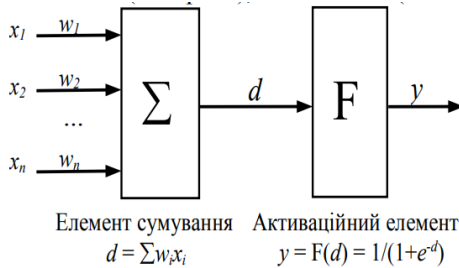 x₁ w₁
x₂ w₂
...
xₙ wₙ
Σ
d
F
y
Елемент сумування
d = ∑wᵢxᵢ
Активаційний елемент
y = F(d) = 1/(1+e⁻ᵈ)